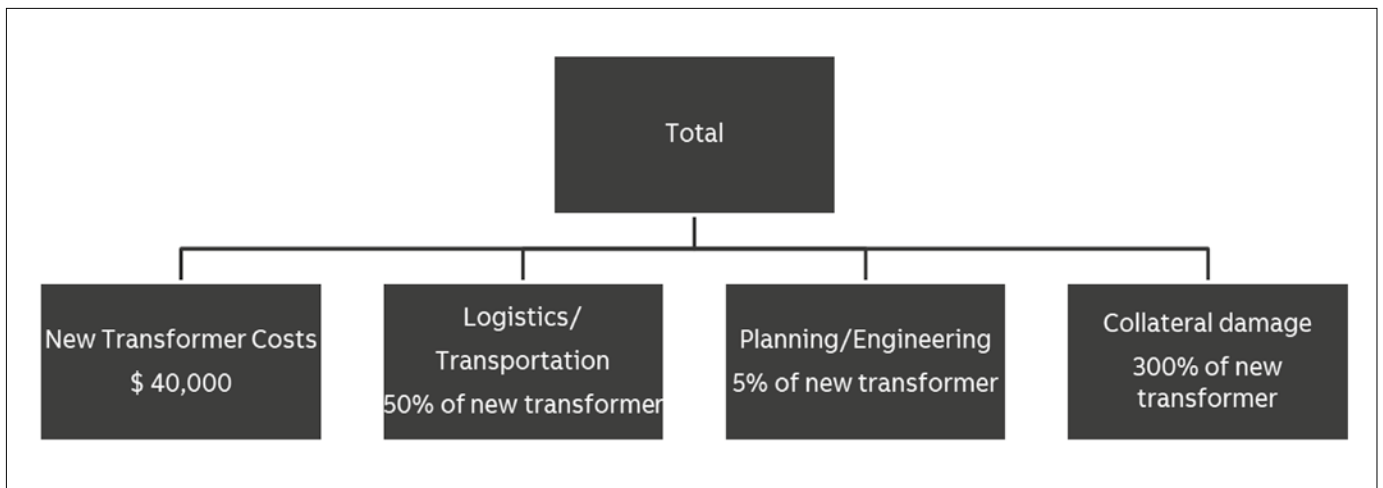 Total
New Transformer Costs
$ 40,000
Logistics/
Transportation
50% of new transformer
Planning/Engineering
5% of new transformer
Collateral damage
300% of new
transformer